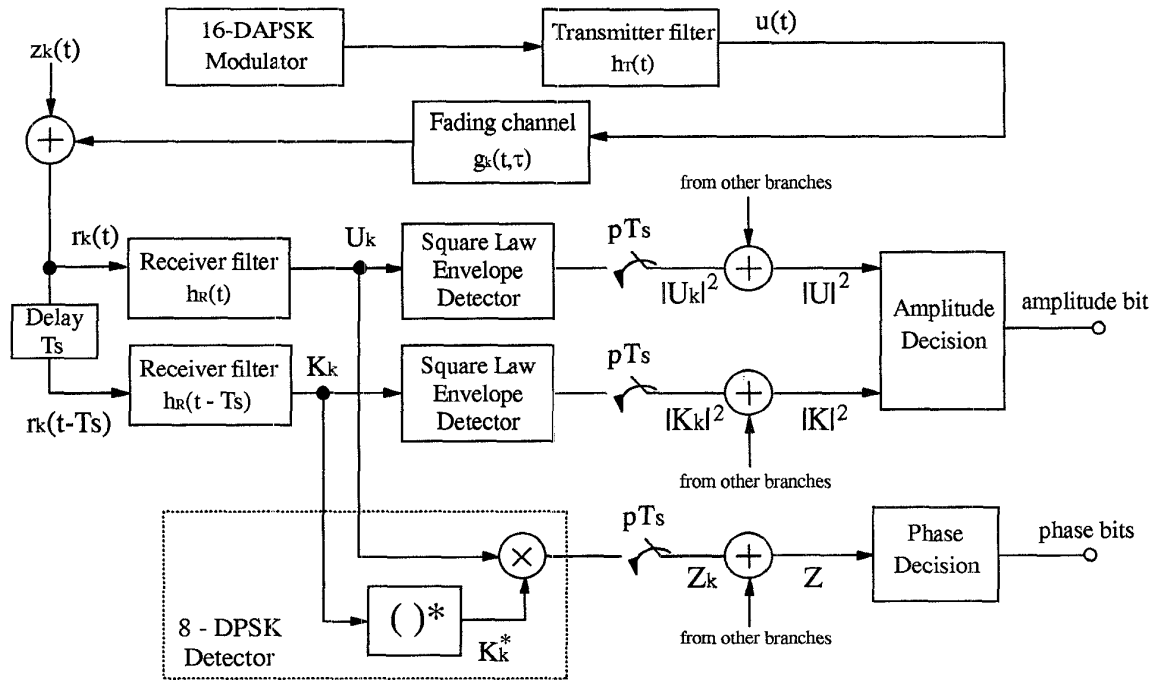 16-DAPSK
Modulator
Transmitter filter
hT(t)
u(t)
zk(t)
+
Fading channel
gk(t,τ)
from other branches
rk(t)
Receiver filter
hR(t)
Uk
Square Law
Envelope
Detector
pTs
|Uk|²
+
|U|²
Amplitude
Decision
amplitude bit
Delay
Ts
rk(t-Ts)
Receiver filter
hR(t - Ts)
Kk
Square Law
Envelope
Detector
pTs
|Kk|²
+
|K|²
from other branches
8 - DPSK
Detector
( )*
Kk*
×
pTs
Zk
+
Z
Phase
Decision
phase bits
from other branches